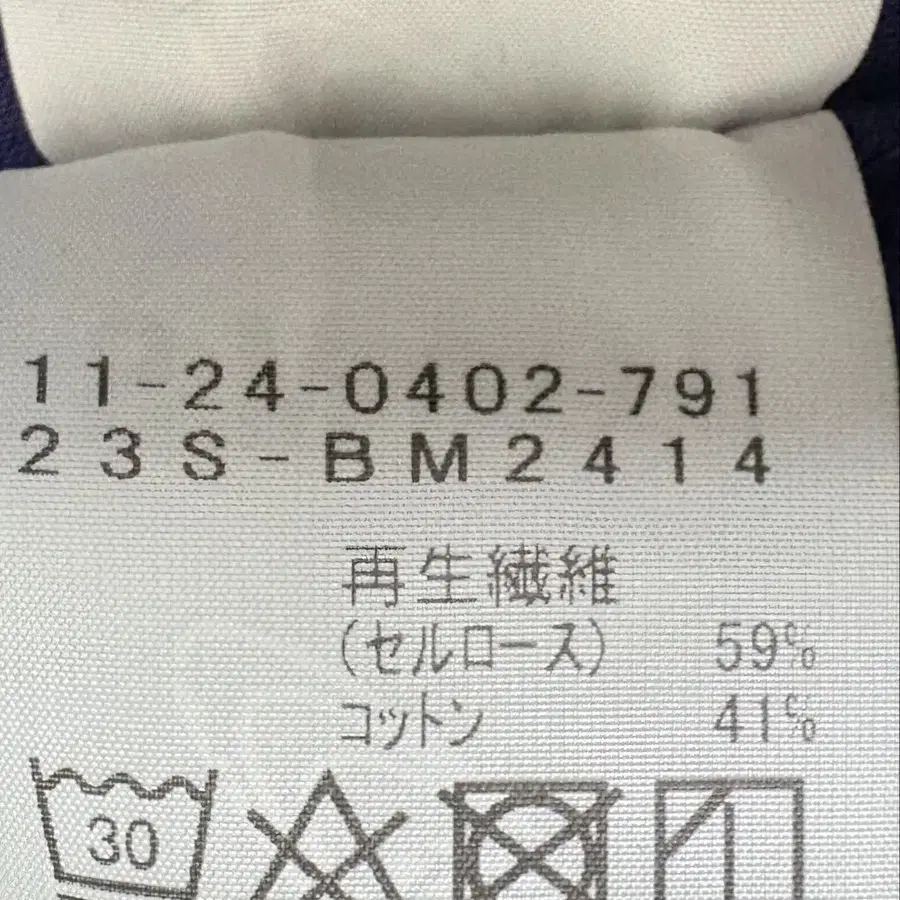 11-24-0402-791
23S-BM2414
再生繊維
(セルロース) 59%
コットン 41%
30